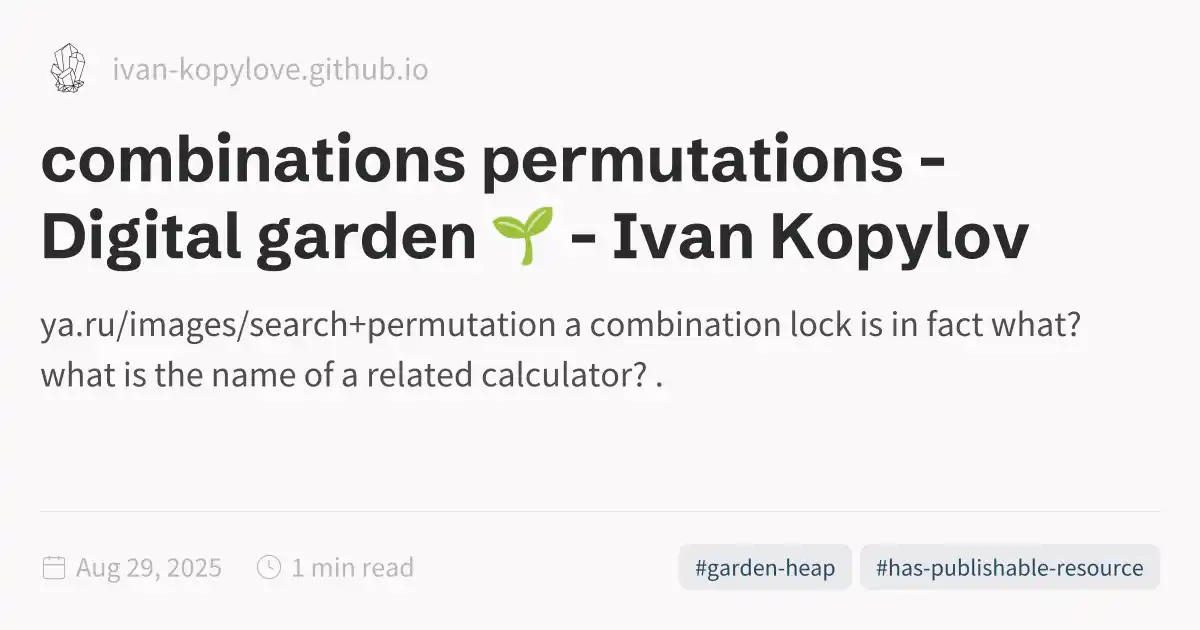 ivan-kopylove.github.io
combinations permutations -
Digital garden 🌱 - Ivan Kopylov
ya.ru/images/search+permutation a combination lock is in fact what?
what is the name of a related calculator? .
Aug 29, 2025 1 min read #garden-heap #has-publishable-resource